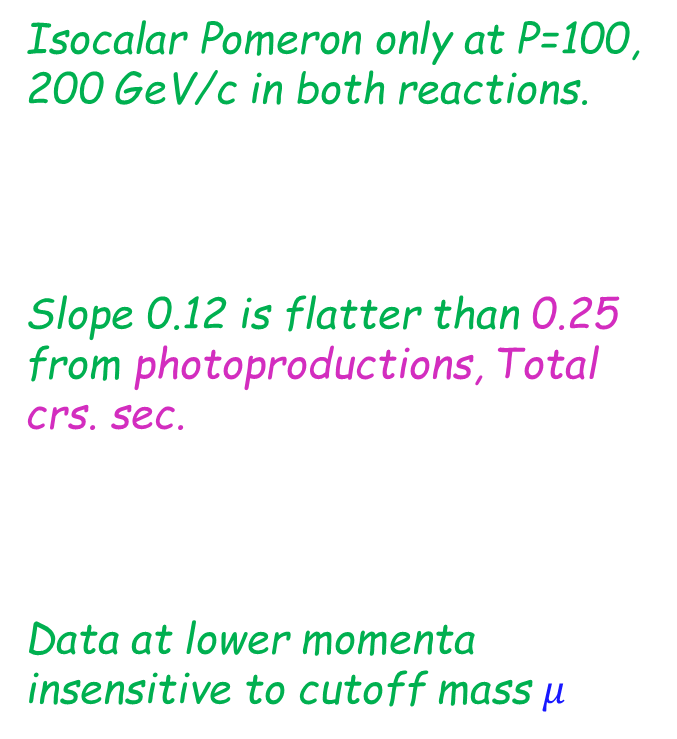 Isocalar Pomeron only at P=100,
200 GeV/c in both reactions.
Slope 0.12 is flatter than 0.25
from photoproductions, Total
crs. sec.
Data at lower momenta
insensitive to cutoff mass μ